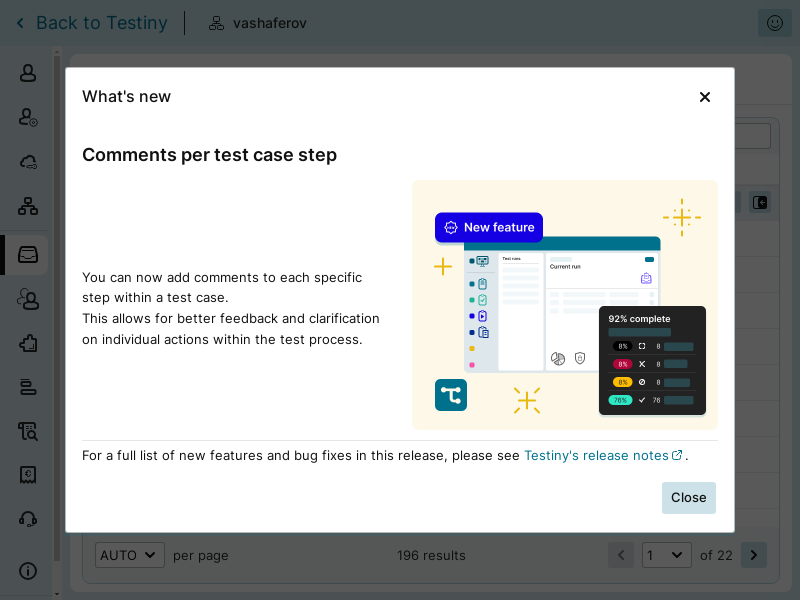 Back to Testiny
vashaferov
What's new
Comments per test case step
You can now add comments to each specific
step within a test case.
This allows for better feedback and clarification
on individual actions within the test process.
New feature
Test runs
Current run
92% complete
8% 8
8% 8
8% 8
76% 76
For a full list of new features and bug fixes in this release, please see Testiny's release notes.
Close
AUTO per page
196 results
1 of 22